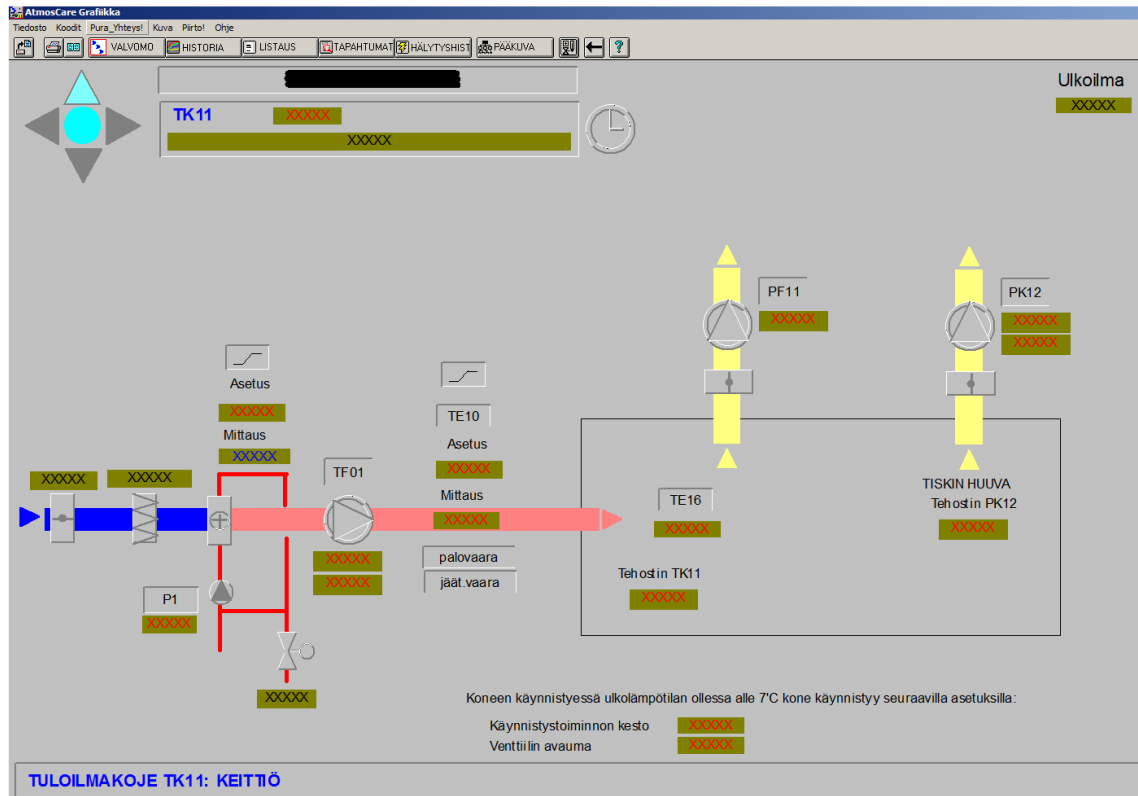 AtmosCare Grafiikka
Tiedosto Koodit Pura_Yhteys! Kuva Piirto! Ohje
VALVOMO HISTORIA LISTAUS TAPAHTUMAT HÄLYTYSHIST PÄÄKUVA ?
Ulkoilma
XXXXX
TK11 XXXXX
XXXXX
PF11
XXXXX
PK12
XXXXX
XXXXX
Asetus
XXXXX
Mittaus
XXXXX
TE10
Asetus
XXXXX
Mittaus
XXXXX
XXXXX XXXXX
TF01
XXXXX
XXXXX
palovaara
jäät.vaara
P1
XXXXX
XXXXX
TE16
XXXXX
Tehostin TK11
XXXXX
TISKIN HUUVA
Tehostin PK12
XXXXX
Koneen käynnistyessä ulkolämpötilan ollessa alle 7'C kone käynnistyy seuraavilla asetuksilla:
Käynnistystoiminnon kesto XXXXX
Venttiilin avauma XXXXX
TULOILMAKOJE TK11: KEITTIÖ